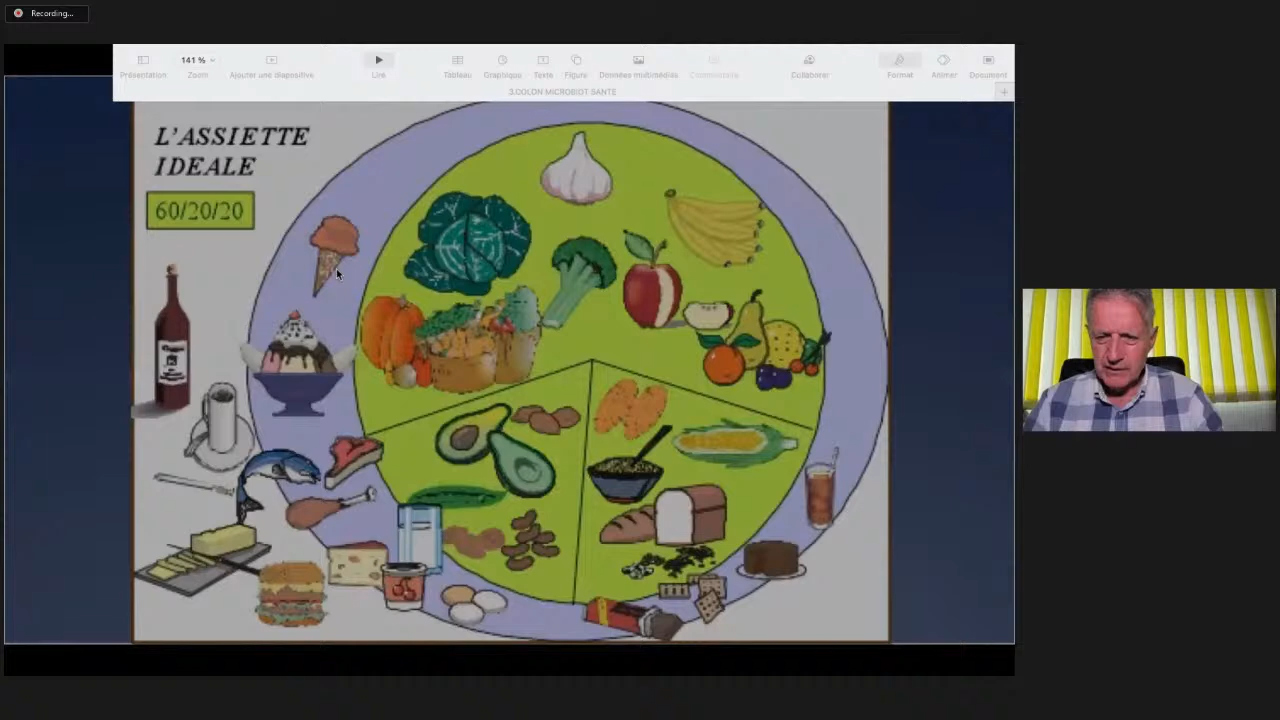 Recording...
141 %
Présentation
Zoom
Ajouter une diapositive
Lire
Tableau
Graphique
Texte
Figure
Données multimédias
Commentaire
Collaborer
Format
Animer
Document
3.COLON MICROBIOT SANTE
+
L'ASSIETTE
IDEALE
60/20/20